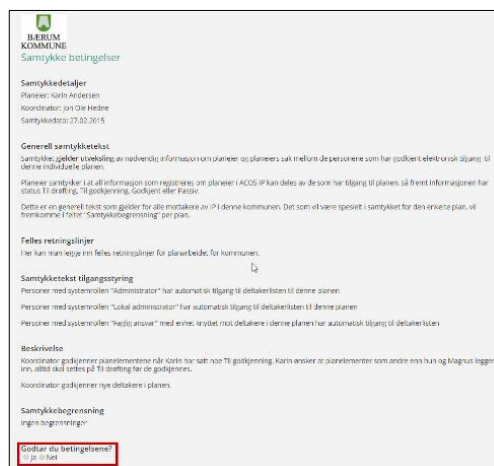 BÆRUM
KOMMUNE
Samtykke betingelser
Samtykkedetaljer
Planeier: Karin Andersen
Koordinator: Jon Ole Hedne
Samtykkedato: 27.02.2015
Generell samtykketekst
Samtykket gjelder utveksling av nødvendig informasjon om planeier og planeiers sak mellom de personene som har godkjent elektronisk tilgang til
denne individuelle planen.
Planeier samtykker i at all informasjon som registreres om planeier i ACOS IP kan deles av de som har tilgang til planen, så fremt informasjonen har
status Til drøfting, Til godkjenning, Godkjent eller Passiv.
Dette er en generell tekst som gjelder for alle mottakere av IP i denne kommunen. Det som vil være spesielt i samtykket for den enkelte plan, vil
fremkomme i feltet "Samtykkebegrensning" per plan.
Felles retningslinjer
Her kan man legge inn felles retningslinjer for planarbeidet for kommunen.
Samtykketekst tilgangsstyring
Personer med systemrollen "Administrator" har automatisk tilgang til deltakerlisten til denne planen
Personer med systemrollen "Lokal administrator" har automatisk tilgang til deltakerlisten til denne planen
Personer med systemrollen "Faglig ansvar" med enhet knyttet mot deltakere i denne planen har automatisk tilgang til deltakerlisten
Beskrivelse
Koordinator godkjenner planelementene når Karin har satt noe Til godkjenning. Karin ønsker at planelementer som andre enn hun og Magnus legger
inn, alltid skal settes på Til drøfting før de godkjennes.
Koordinator godkjenner nye deltakere i planen.
Samtykkebegrensning
Ingen begrensninger
Godtar du betingelsene?
Ja Nei